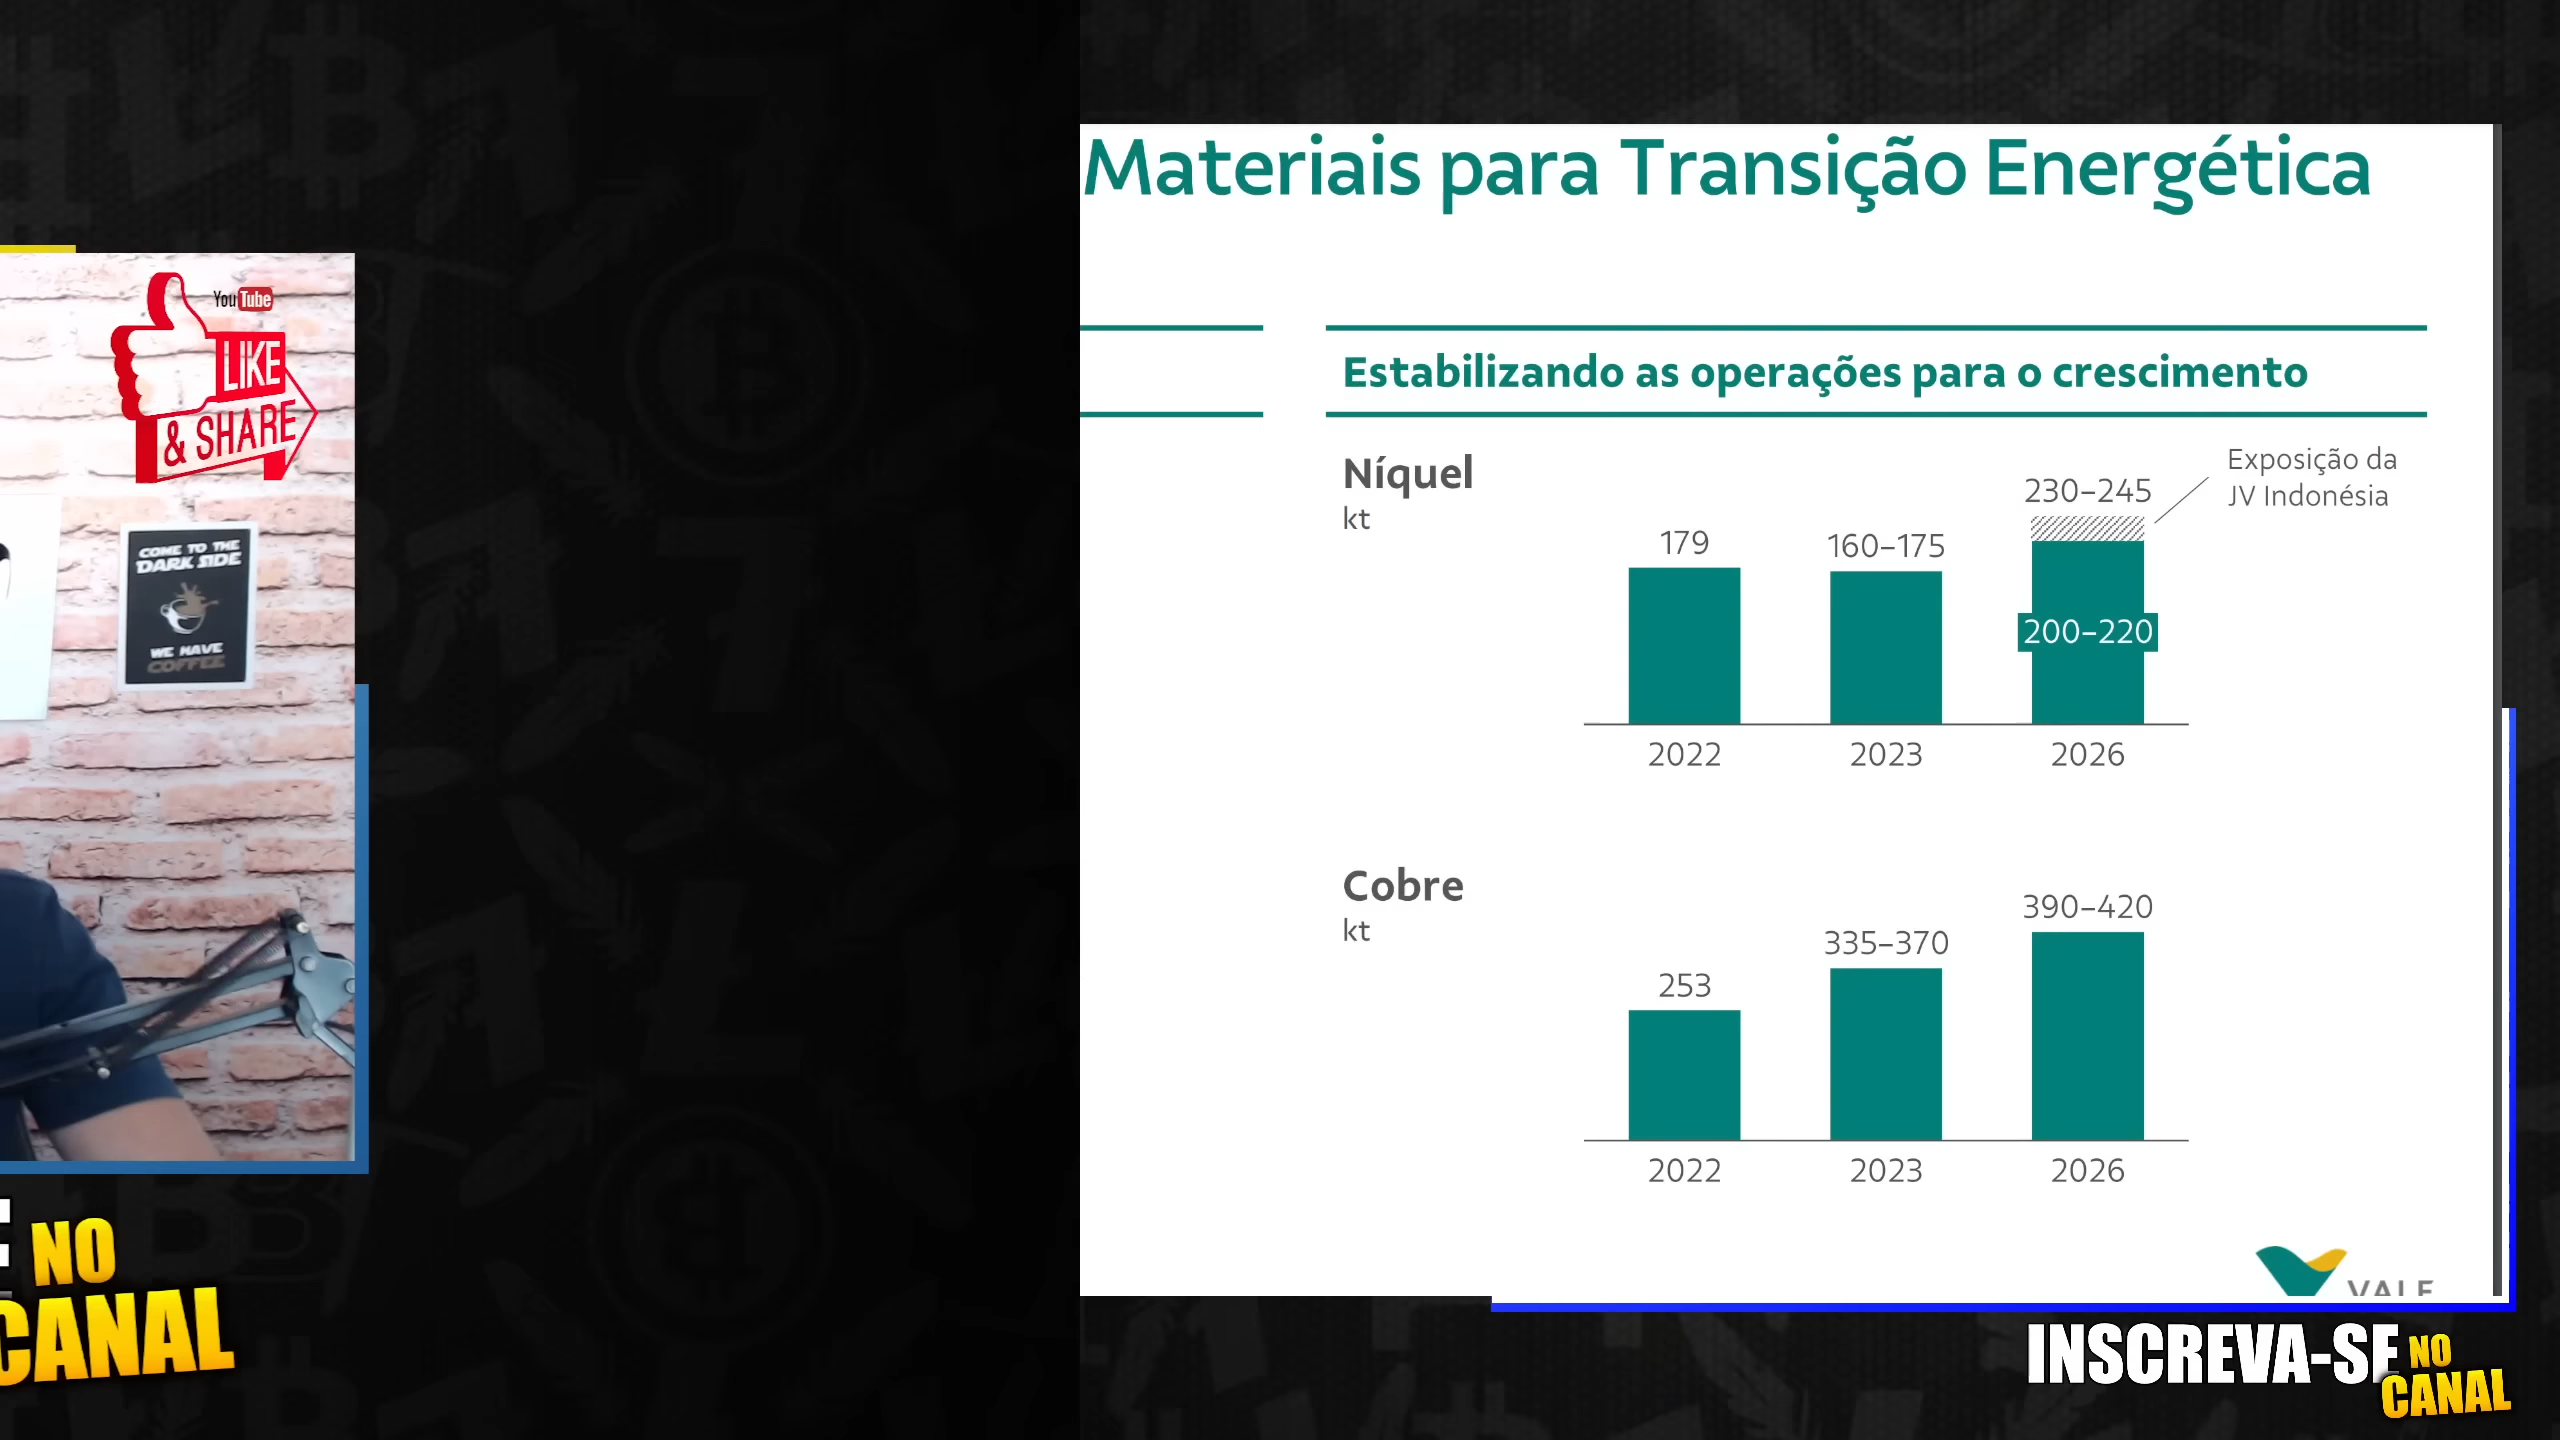 You Tube
LIKE
& SHARE
COME TO THE
DARK SIDE
WE HAVE
COFFEE
NO
CANAL
Materiais para Transição Energética
Estabilizando as operações para o crescimento
Níquel
kt
179
160–175
230–245
200–220
Exposição da
JV Indonésia
2022
2023
2026
Cobre
kt
253
335–370
390–420
2022
2023
2026
VALE
INSCREVA-SE NO
CANAL